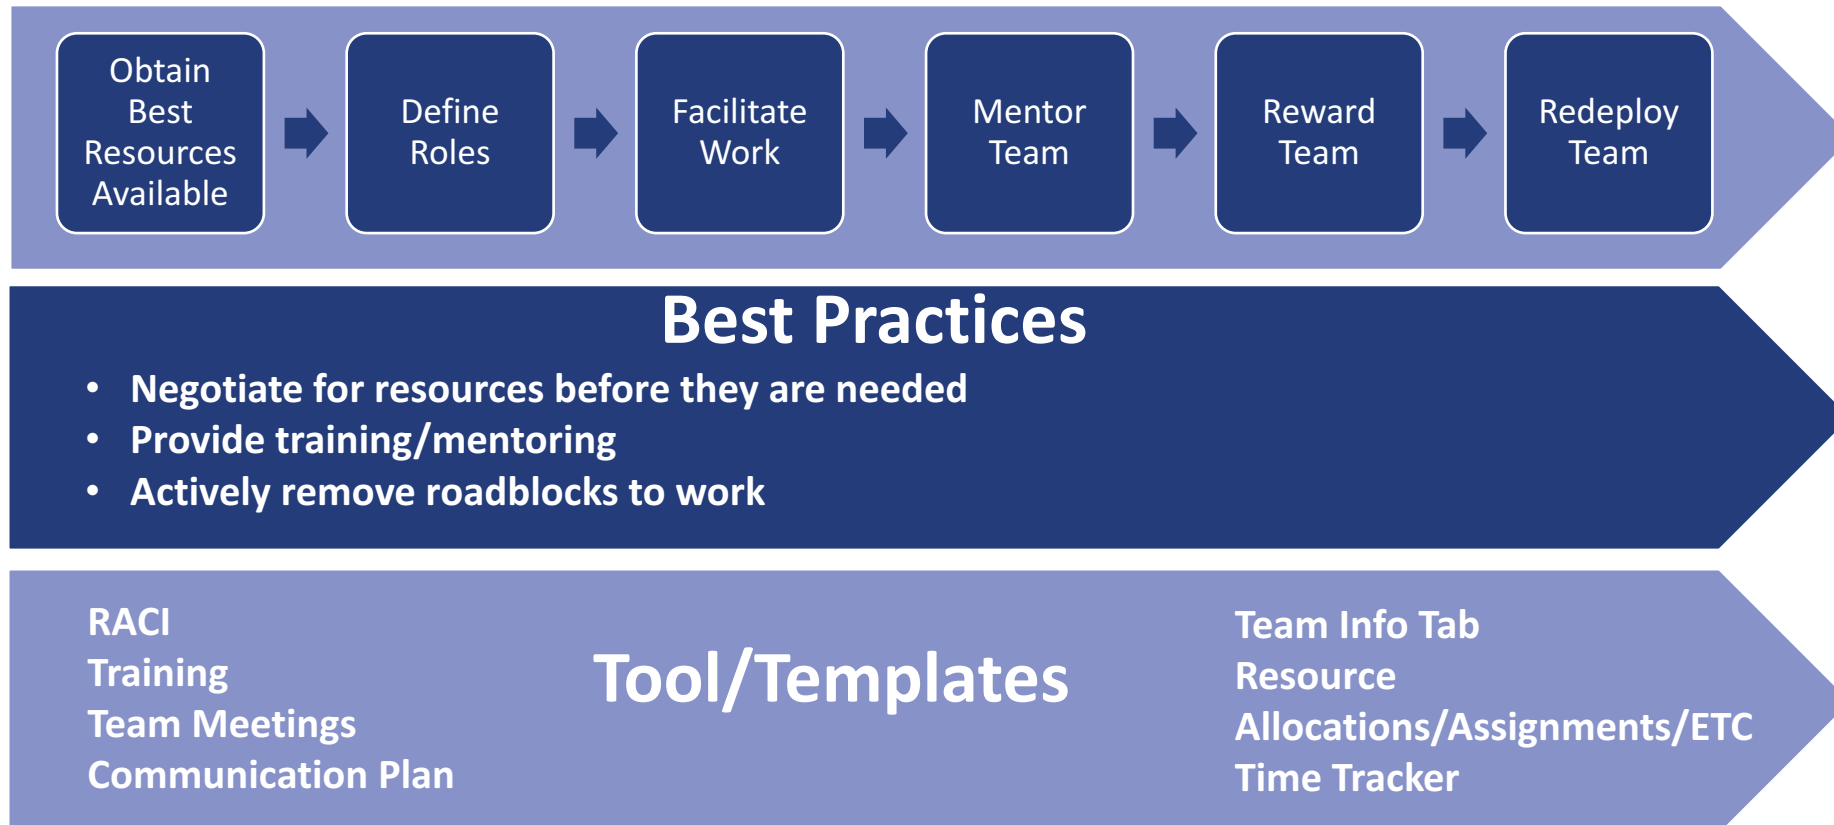 Obtain
Best
Resources
Available
Define
Roles
Facilitate
Work
Mentor
Team
Reward
Team
Redeploy
Team
Best Practices
• Negotiate for resources before they are needed
• Provide training/mentoring
• Actively remove roadblocks to work
RACI
Training
Team Meetings
Communication Plan
Tool/Templates
Team Info Tab
Resource
Allocations/Assignments/ETC
Time Tracker